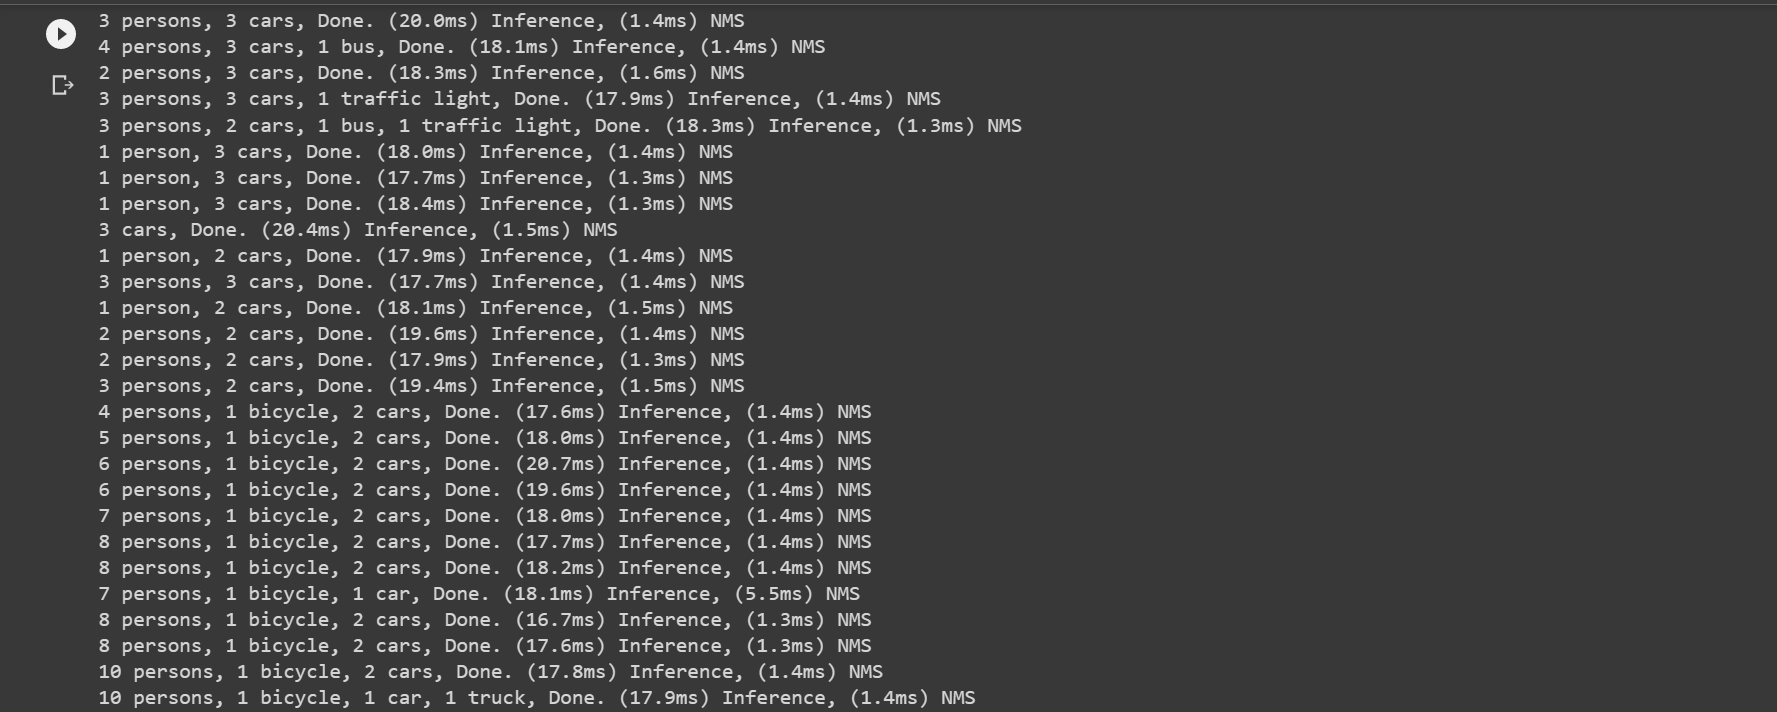 3 persons, 3 cars, Done. (20.0ms) Inference, (1.4ms) NMS
4 persons, 3 cars, 1 bus, Done. (18.1ms) Inference, (1.4ms) NMS
2 persons, 3 cars, Done. (18.3ms) Inference, (1.6ms) NMS
3 persons, 3 cars, 1 traffic light, Done. (17.9ms) Inference, (1.4ms) NMS
3 persons, 2 cars, 1 bus, 1 traffic light, Done. (18.3ms) Inference, (1.3ms) NMS
1 person, 3 cars, Done. (18.0ms) Inference, (1.4ms) NMS
1 person, 3 cars, Done. (17.7ms) Inference, (1.3ms) NMS
1 person, 3 cars, Done. (18.4ms) Inference, (1.3ms) NMS
3 cars, Done. (20.4ms) Inference, (1.5ms) NMS
1 person, 2 cars, Done. (17.9ms) Inference, (1.4ms) NMS
3 persons, 3 cars, Done. (17.7ms) Inference, (1.4ms) NMS
1 person, 2 cars, Done. (18.1ms) Inference, (1.5ms) NMS
2 persons, 2 cars, Done. (19.6ms) Inference, (1.4ms) NMS
2 persons, 2 cars, Done. (17.9ms) Inference, (1.3ms) NMS
3 persons, 2 cars, Done. (19.4ms) Inference, (1.5ms) NMS
4 persons, 1 bicycle, 2 cars, Done. (17.6ms) Inference, (1.4ms) NMS
5 persons, 1 bicycle, 2 cars, Done. (18.0ms) Inference, (1.4ms) NMS
6 persons, 1 bicycle, 2 cars, Done. (20.7ms) Inference, (1.4ms) NMS
6 persons, 1 bicycle, 2 cars, Done. (19.6ms) Inference, (1.4ms) NMS
7 persons, 1 bicycle, 2 cars, Done. (18.0ms) Inference, (1.4ms) NMS
8 persons, 1 bicycle, 2 cars, Done. (17.7ms) Inference, (1.4ms) NMS
8 persons, 1 bicycle, 2 cars, Done. (18.2ms) Inference, (1.4ms) NMS
7 persons, 1 bicycle, 1 car, Done. (18.1ms) Inference, (5.5ms) NMS
8 persons, 1 bicycle, 2 cars, Done. (16.7ms) Inference, (1.3ms) NMS
8 persons, 1 bicycle, 2 cars, Done. (17.6ms) Inference, (1.3ms) NMS
10 persons, 1 bicycle, 2 cars, Done. (17.8ms) Inference, (1.4ms) NMS
10 persons, 1 bicycle, 1 car, 1 truck, Done. (17.9ms) Inference, (1.4ms) NMS